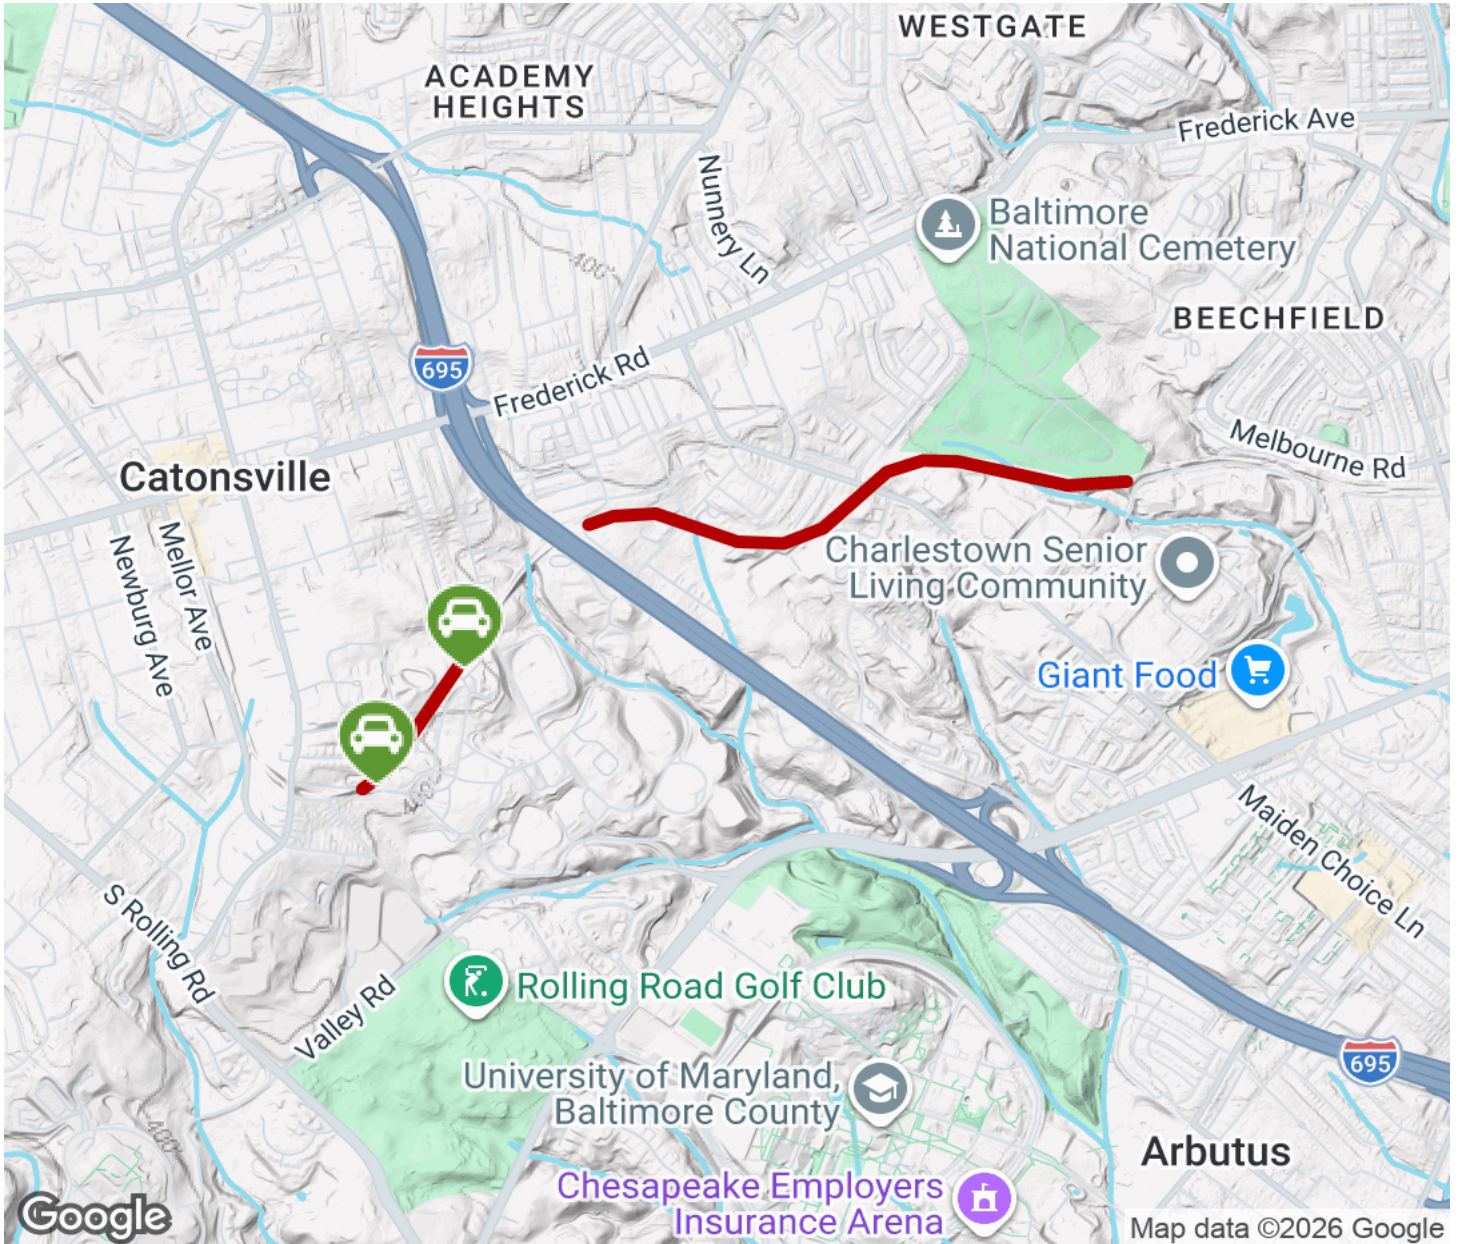 WESTGATE
ACADEMY
HEIGHTS
Frederick Ave
Nunnery Ln
Baltimore
National Cemetery
400'
BEECHFIELD
695
Frederick Rd
Melbourne Rd
Catonsville
Mellor Ave
Newburg Ave
Charlestown Senior
Living Community
Giant Food
Maiden Choice Ln
S Rolling Rd
Valley Rd
Rolling Road Golf Club
University of Maryland,
Baltimore County
695
Arbutus
Chesapeake Employers
Insurance Arena
Google
Map data ©2026 Google